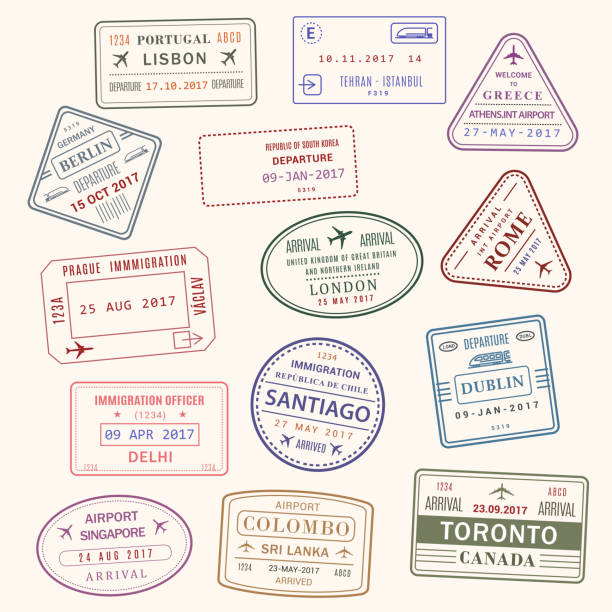 1234 PORTUGAL ABCD
LISBON
DEPARTURE 17.10.2017 DEPARTURE
E
10.11.2017 14
TEHRAN - ISTANBUL
F319
WELCOME
TO
GREECE
ATHENS.INT AIRPORT
27-MAY-2017
5319
GERMANY
BERLIN
DEPARTURE
15 OCT 2017
REPUBLIC OF SOUTH KOREA
DEPARTURE
09-JAN-2017
5319
ARRIVAL
INT AIRPORT
ROME
25 MAY 2017
ARRIVAL ARRIVAL
UNITED KINGDOM OF GREAT BRITAIN
AND NORTHERN IRELAND
LONDON
25 MAY 2017
PRAGUE IMMMIGRATION
123A
25 AUG 2017
VÁCLAV
DEPARTURE
LOND DUBL
DUBLIN
09-JAN-2017
5319
1234
IMMIGRATION
REPÚBLICA DE CHILE
SANTIAGO
27 MAY 2017
ARRIVED
IMMIGRATION OFFICER
(1234)
09 APR 2017
DELHI
AIRPORT
SINGAPORE
24 AUG 2017
ARRIVAL
AIRPORT
COLOMBO
SRI LANKA
1234 23-MAY-2017 ABCD
ARRIVED
1234 ABCD
ARRIVAL 23.09.2017 ARRIVAL
TORONTO
CANADA